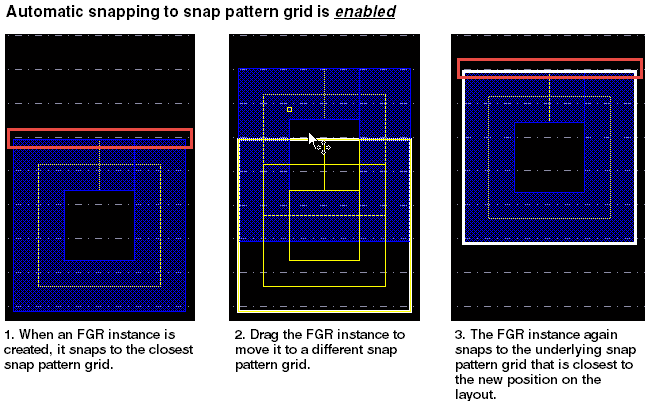 Automatic snapping to snap pattern grid is enabled
1. When an FGR instance is
created, it snaps to the closest
snap pattern grid.
2. Drag the FGR instance to
move it to a different snap
pattern grid.
3. The FGR instance again
snaps to the underlying snap
pattern grid that is closest to
the new position on the
layout.